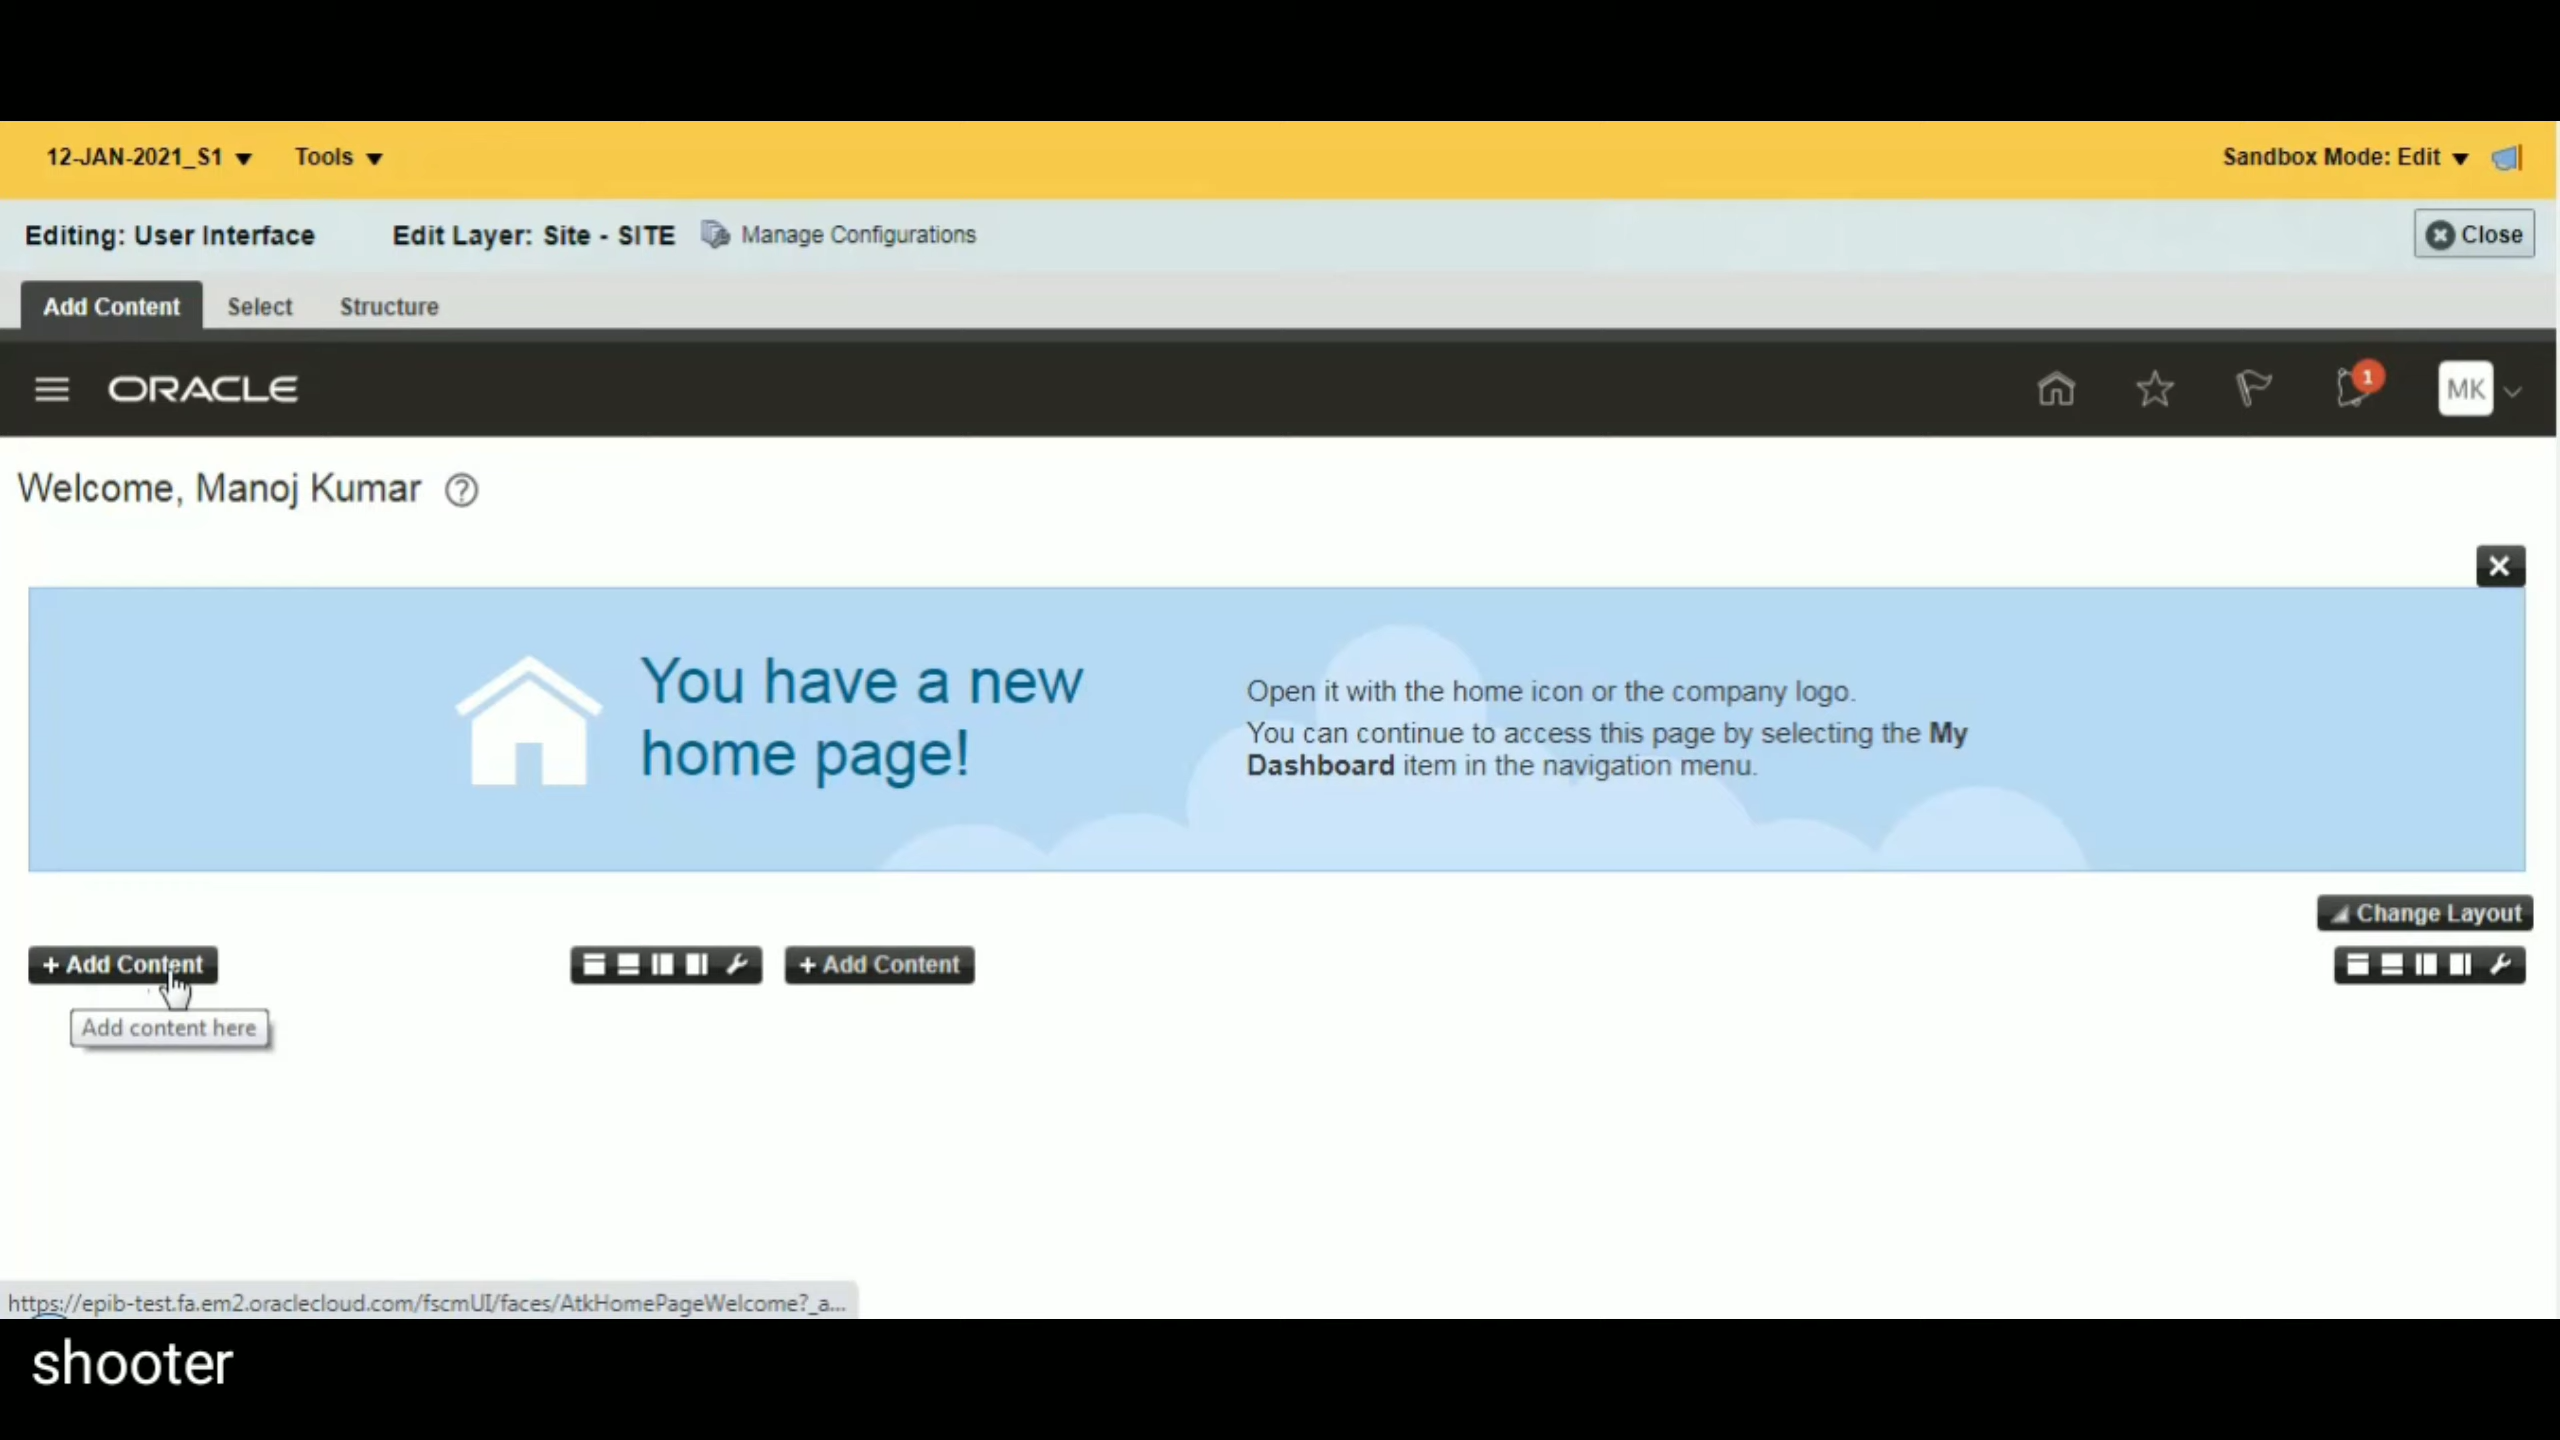 12-JAN-2021_S1 Tools Sandbox Mode: Edit
Editing: User Interface Edit Layer: Site - SITE Manage Configurations Close
Add Content Select Structure
ORACLE 1 MK
Welcome, Manoj Kumar ?
You have a new
home page!
Open it with the home icon or the company logo.
You can continue to access this page by selecting the My
Dashboard item in the navigation menu.
Change Layout
+ Add Content + Add Content
Add content here
https://epib-test.fa.em2.oraclecloud.com/fscmUI/faces/AtkHomePageWelcome?_a...
shooter